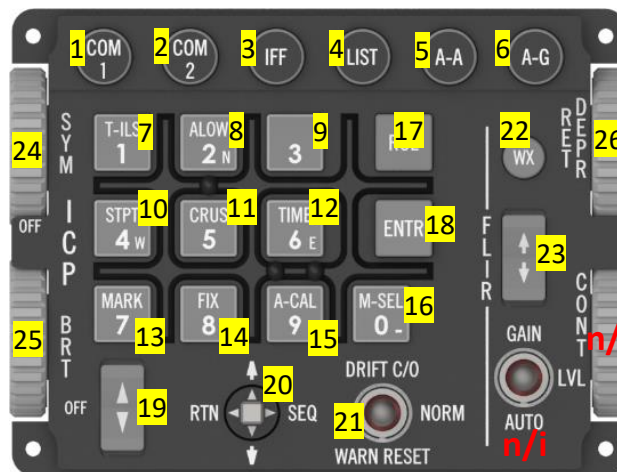 1 COM 1
2 COM 2
3 IFF
4 LIST
5 A-A
6 A-G
24
SYM
OFF
T-ILS 7
1
ALOW 8
2 N
9
3
17
22
WX
RET
DEPR
26
ICP
STPT 10
4 W
CRUS 11
5
TIME 12
6 E
ENTR 18
FLIR
23
25
BRT
OFF
MARK
7 13
FIX
8 14
A-CAL
9 15
M-SEL 16
0 -
CONT
n/
19
20
RTN
SEQ
DRIFT C/O
21
NORM
WARN RESET
GAIN
LVL
AUTO
n/i